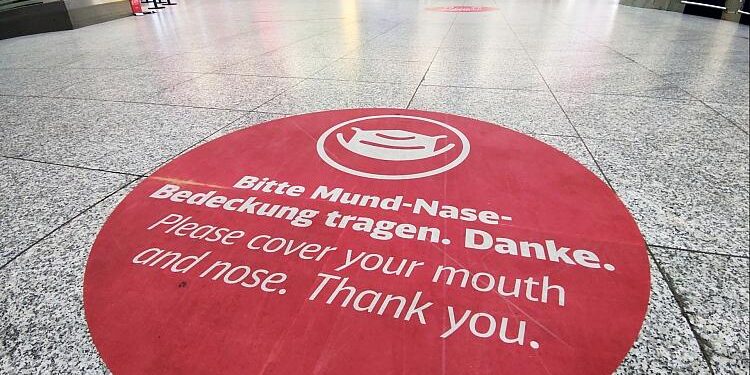 Bitte Mund-Nase-
Bedeckung tragen. Danke.
Please cover your mouth
and nose. Thank you.